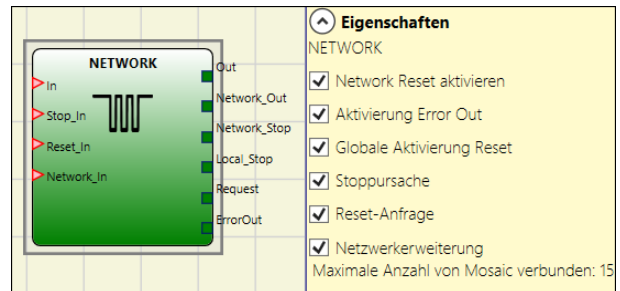 NETWORK
In
Stop_In
Reset_In
Network_In
Out
Network_Out
Network_Stop
Local_Stop
Request
ErrorOut
Eigenschaften
NETWORK
Network Reset aktivieren
Aktivierung Error Out
Globale Aktivierung Reset
Stoppursache
Reset-Anfrage
Netzwerkerweiterung
Maximale Anzahl von Mosaic verbunden: 15